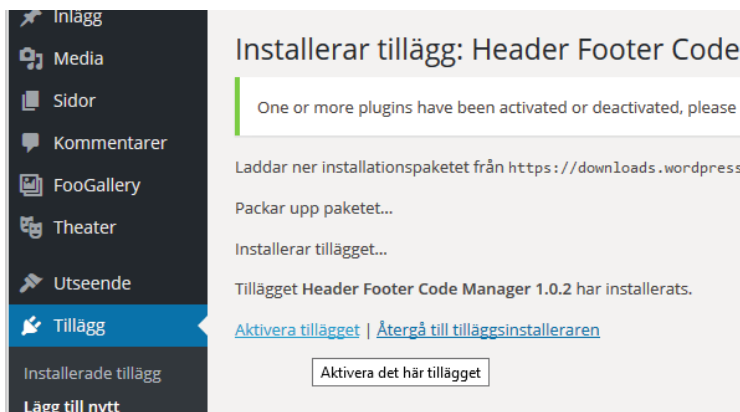 Inlägg
Media
Sidor
Kommentarer
FooGallery
Theater
Utseende
Tillägg
Installerade tillägg
Lägg till nytt
Installerar tillägg: Header Footer Code
One or more plugins have been activated or deactivated, please
Laddar ner installationspaketet från https://downloads.wordpress
Packar upp paketet...
Installerar tillägget...
Tillägget Header Footer Code Manager 1.0.2 har installerats.
Aktivera tillägget | Återgå till tilläggsinstalleraren
Aktivera det här tillägget